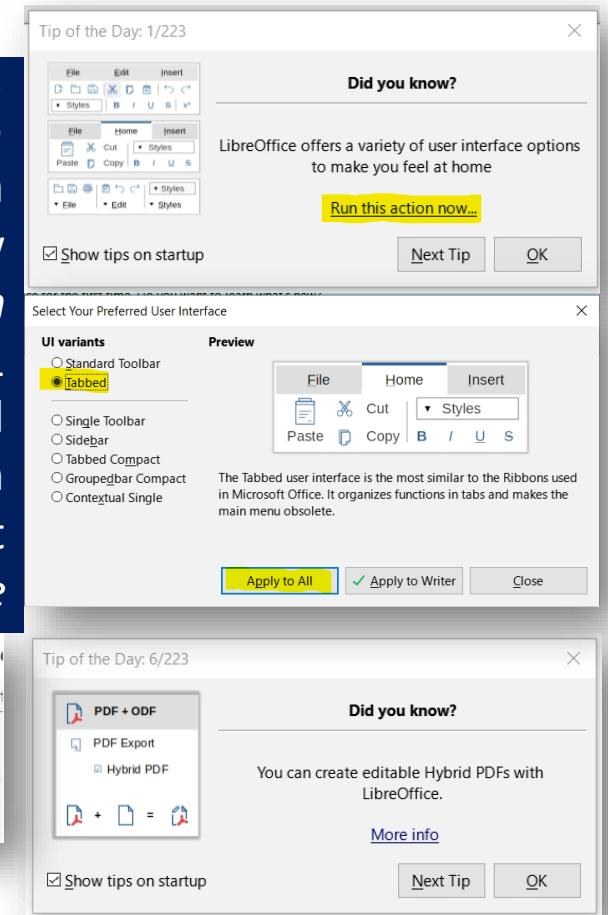 Tip of the Day: 1/223
File Edit Insert
Styles B I U S x²
File Home Insert
Cut Styles
Paste Copy B I U S
Styles
File Edit Styles
Did you know?
LibreOffice offers a variety of user interface options
to make you feel at home
Run this action now...
Show tips on startup
Next Tip OK
Select Your Preferred User Interface
UI variants
Standard Toolbar
Tabbed
Single Toolbar
Sidebar
Tabbed Compact
Groupedbar Compact
Contextual Single
Preview
File Home Insert
Cut Styles
Paste Copy B I U S
The Tabbed user interface is the most similar to the Ribbons used
in Microsoft Office. It organizes functions in tabs and makes the
main menu obsolete.
Apply to All Apply to Writer Close
Tip of the Day: 6/223
PDF + ODF
PDF Export
Hybrid PDF
+ =
Did you know?
You can create editable Hybrid PDFs with
LibreOffice.
More info
Show tips on startup
Next Tip OK